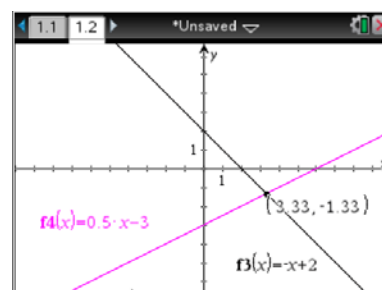 1.1 1.2 *Unsaved
y
1
1
(3.33, -1.33)
f4(x)=0.5·x−3
f3(x)=-x+2